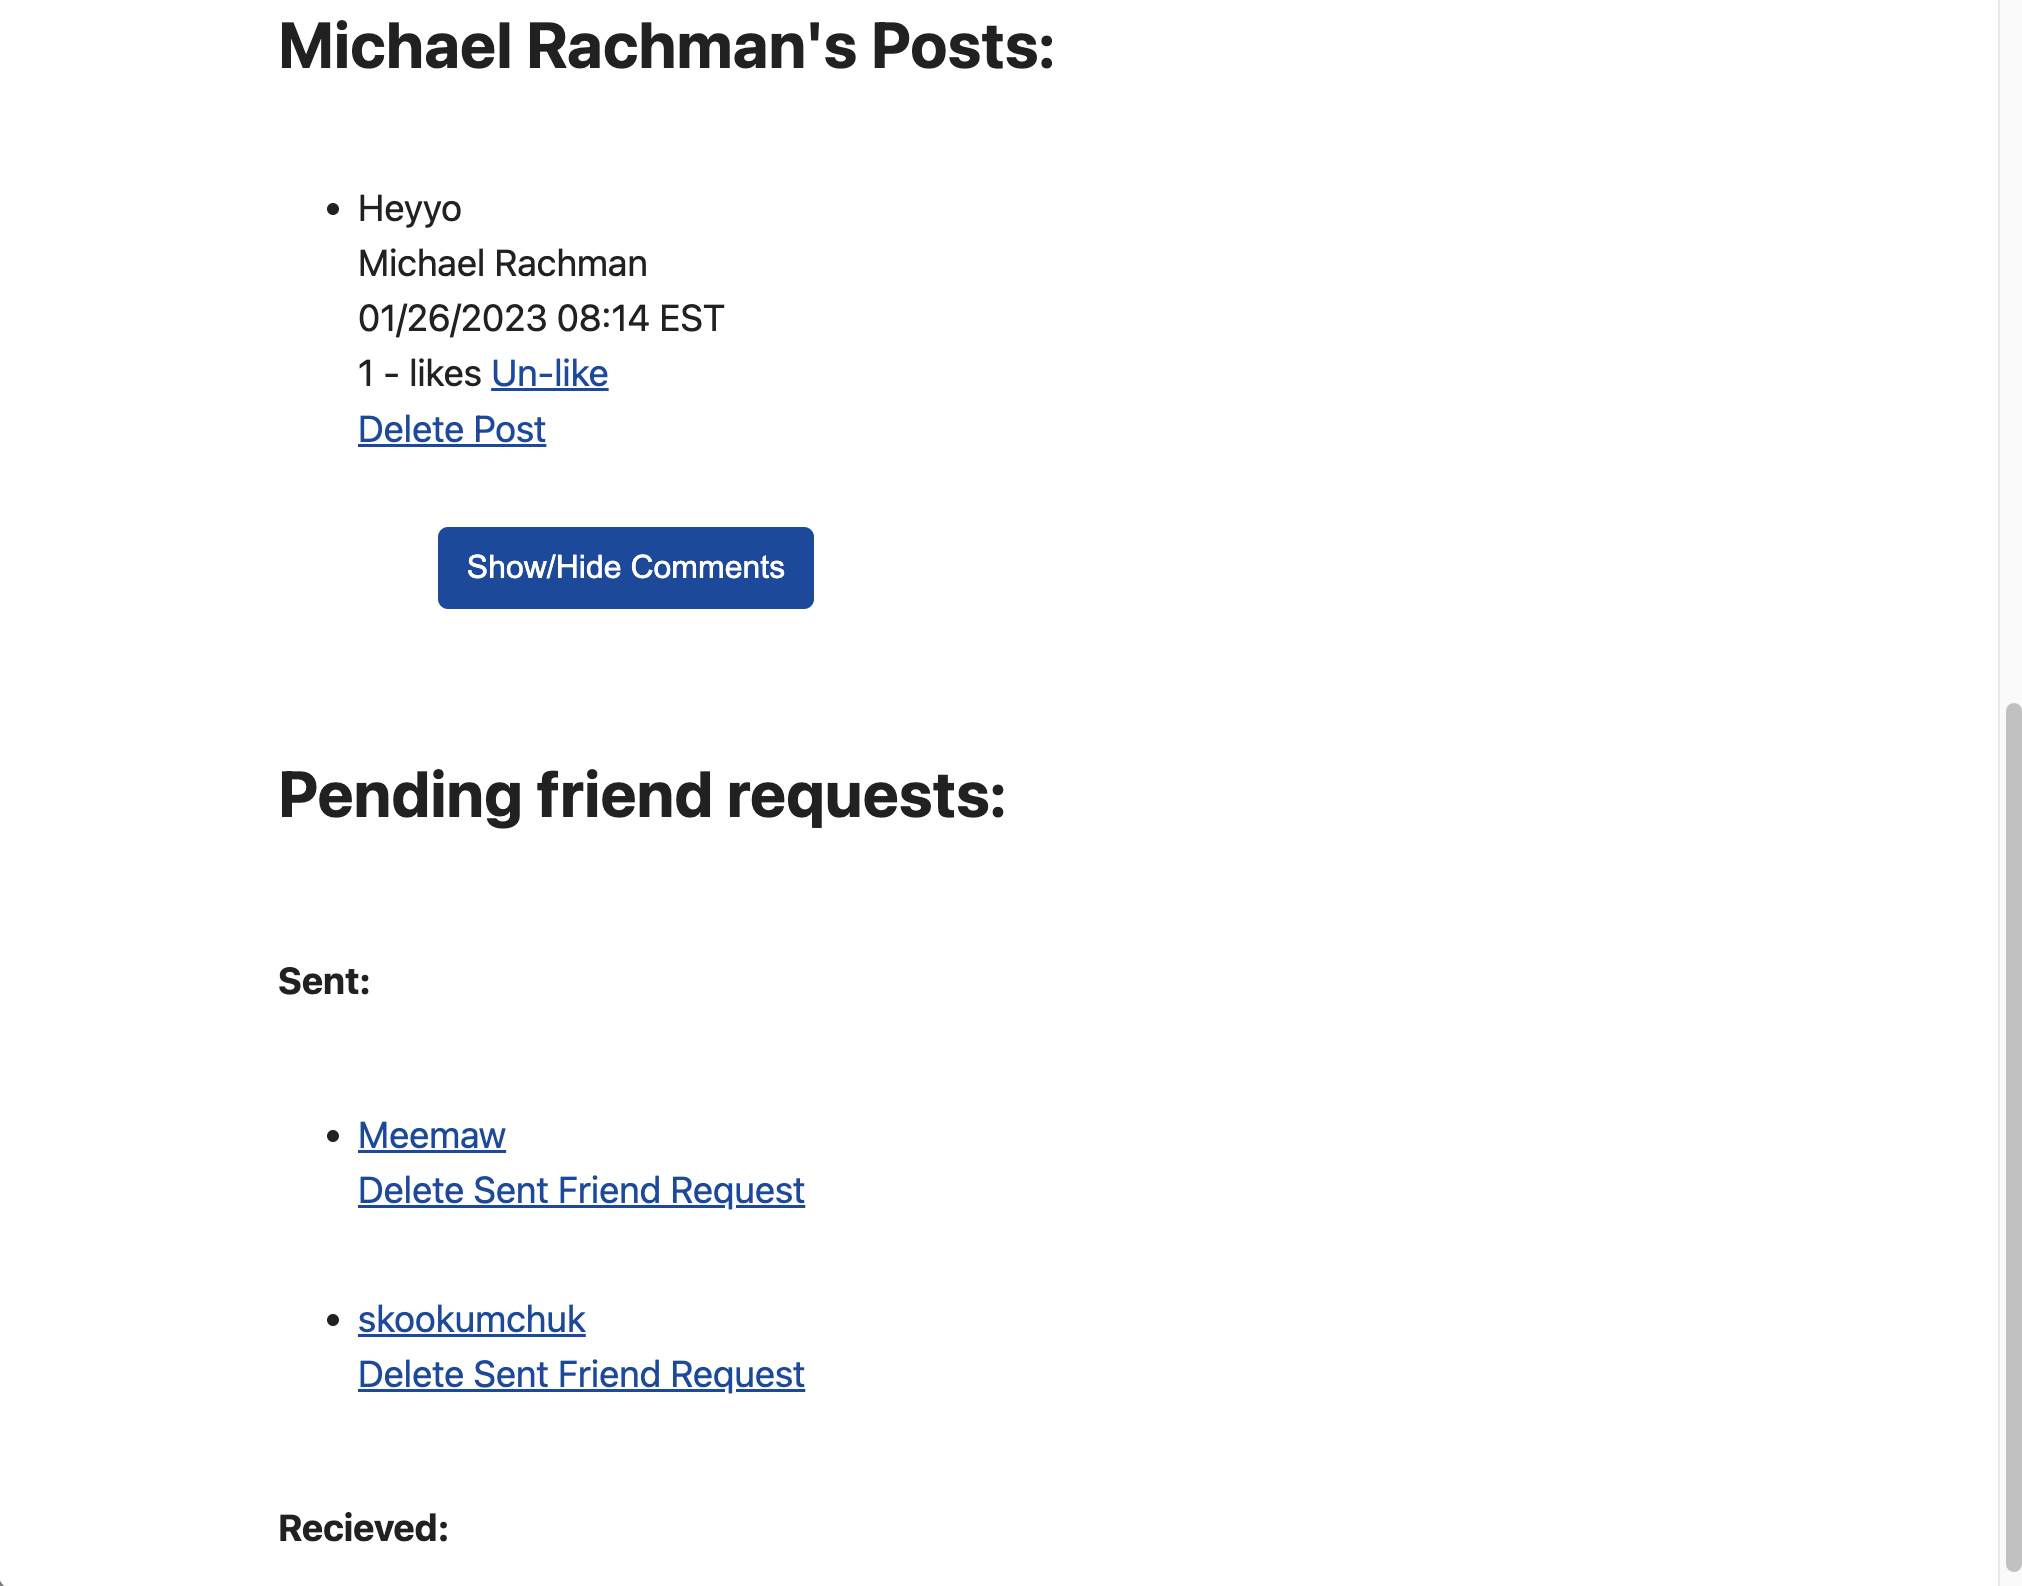 Michael Rachman's Posts:
Heyyo
Michael Rachman
01/26/2023 08:14 EST
1 - likes Un-like
Delete Post
Show/Hide Comments
Pending friend requests:
Sent:
Meemaw
Delete Sent Friend Request
skookumchuk
Delete Sent Friend Request
Recieved: